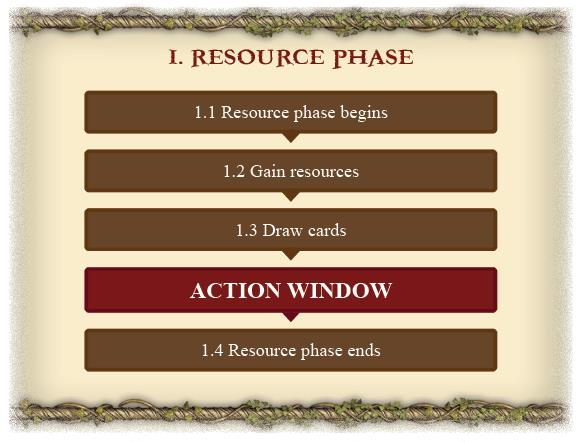 I. RESOURCE PHASE
1.1 Resource phase begins
1.2 Gain resources
1.3 Draw cards
ACTION WINDOW
1.4 Resource phase ends